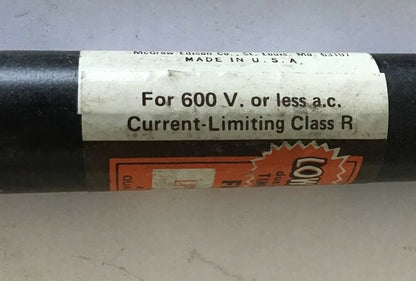 McGraw Edison Co., St. Louis, Mo. 63107
MADE IN U.S.A.
For 600 V. or less a.c.
Current-Limiting Class R